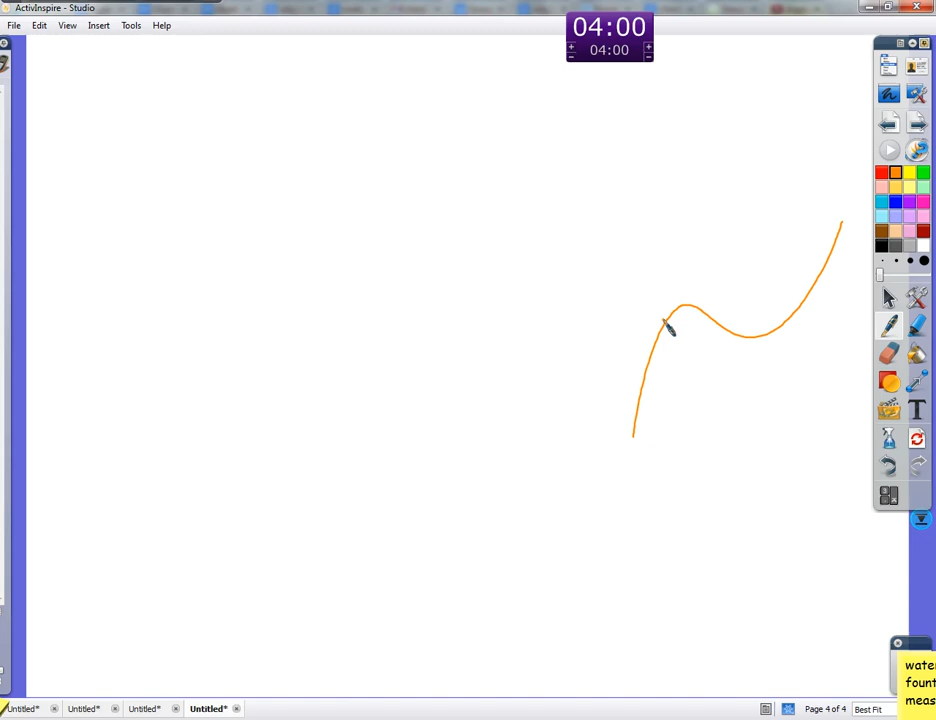 ActivInspire - Studio
File Edit View Insert Tools Help
04:00
04:00
T
water
fount
meas
Untitled* Untitled* Untitled* Untitled*
Page 4 of 4 Best Fit